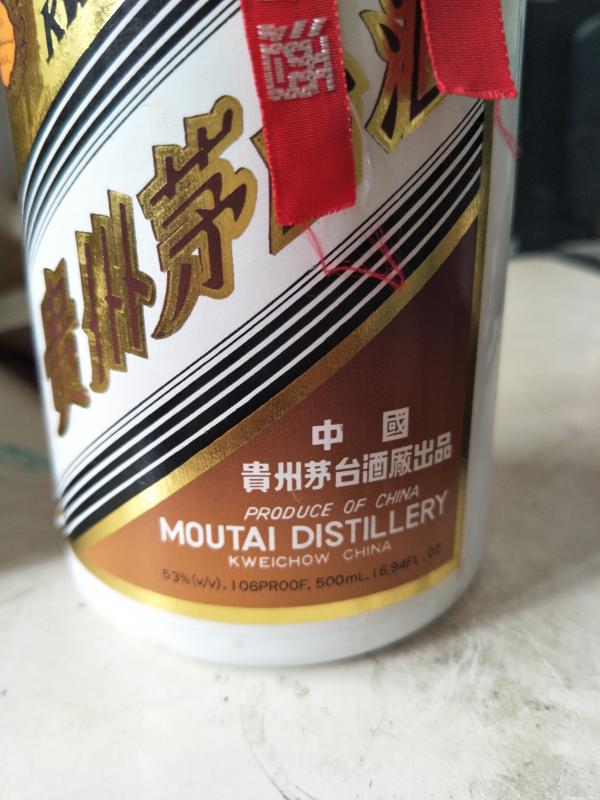 貴州茅
中國
貴州茅台酒廠出品
PRODUCE OF CHINA
MOUTAI DISTILLERY
KWEICHOW CHINA
53%(v/v). 106PROOF. 500mL. 16.94FL. OZ